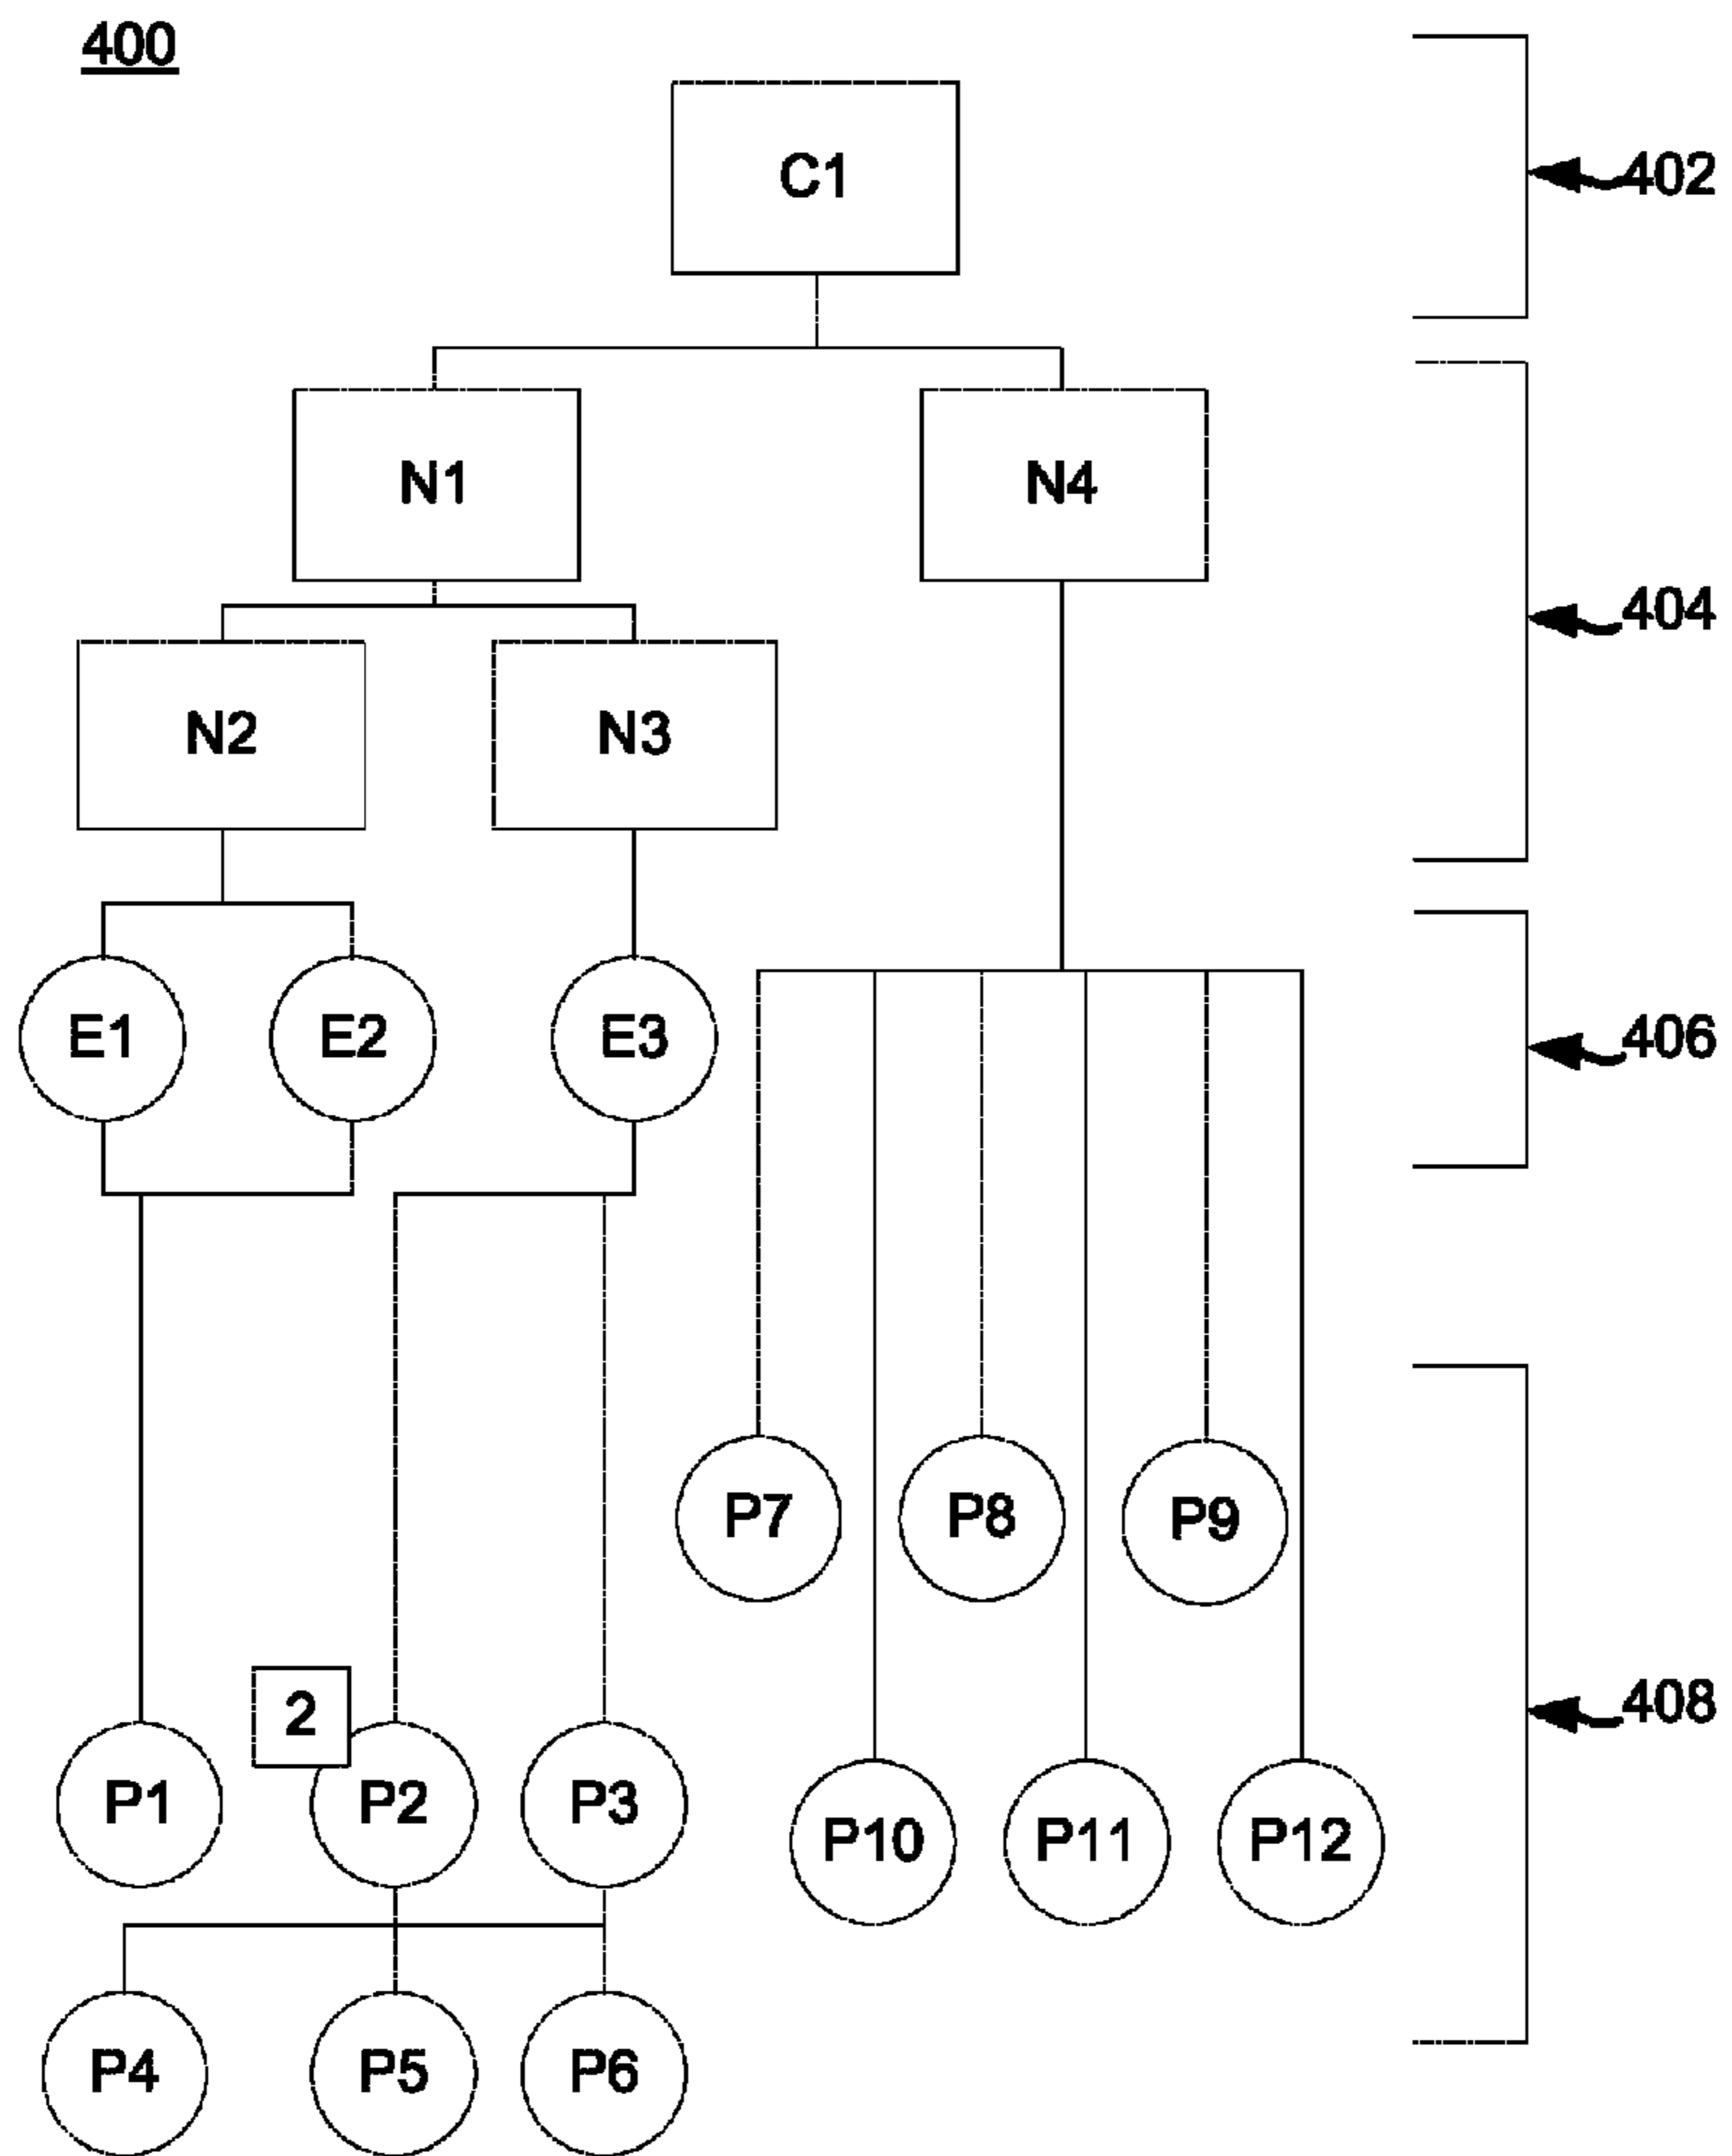 400
C1
402
N1 N4
404
N2 N3
E1 E2 E3
406
P7 P8 P9
2
408
P1 P2 P3
P10 P11 P12
P4 P5 P6